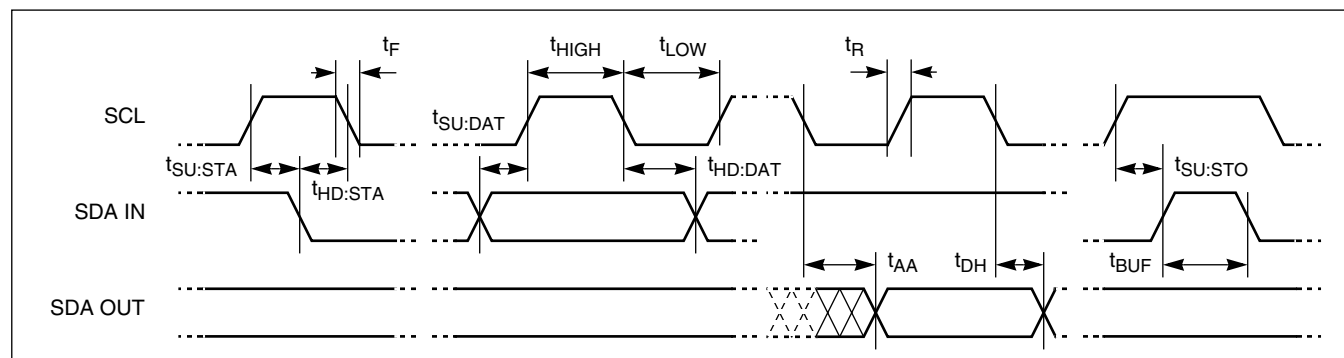 tF
tHIGH
tLOW
tR
SCL
tSU:DAT
tSU:STA
tHD:STA
tHD:DAT
tSU:STO
SDA IN
tAA
tDH
tBUF
SDA OUT